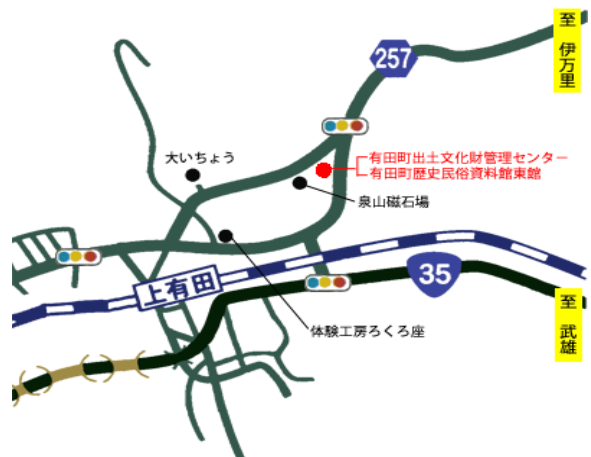 至 伊万里
257
大いちょう
有田町出土文化財管理センター
有田町歴史民俗資料館東館
泉山磁石場
上有田
35
至 武雄
体験工房ろくろ座